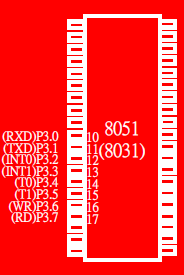 8051
(8031)
(RXD)P3.0 10
(TXD)P3.1 11
(INT0)P3.2 12
(INT1)P3.3 13
(T0)P3.4 14
(T1)P3.5 15
(WR)P3.6 16
(RD)P3.7 17